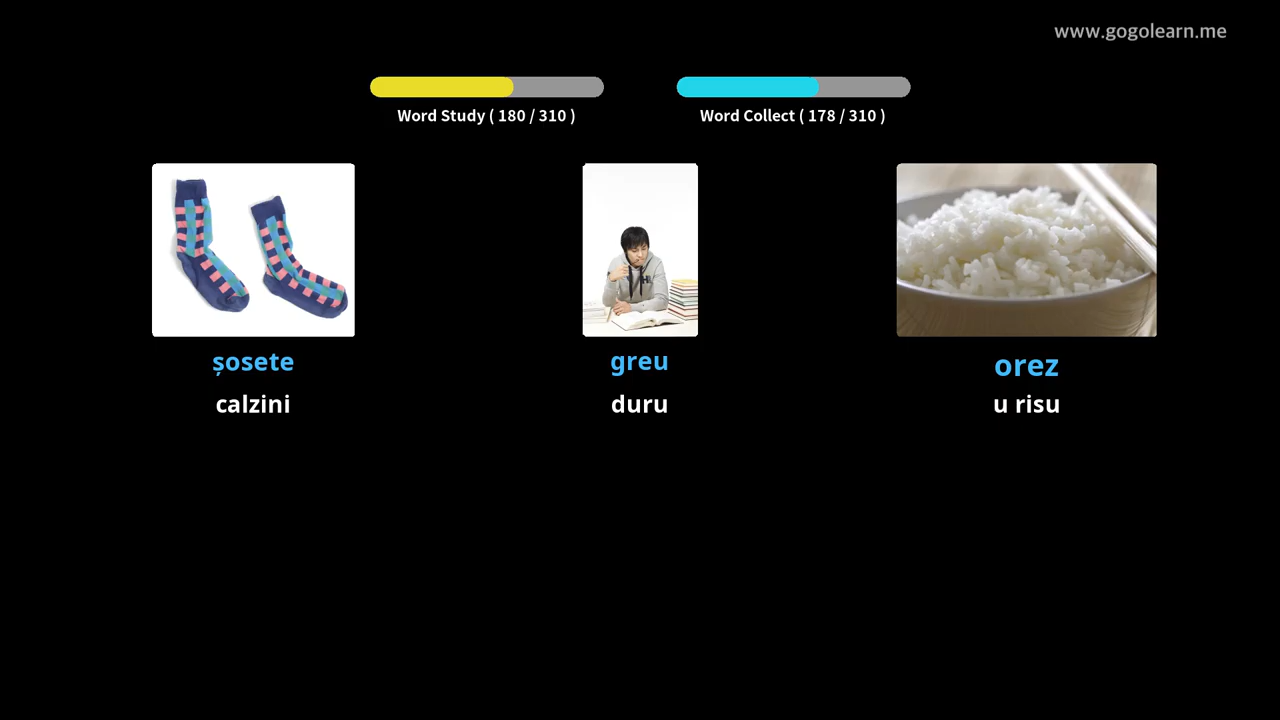 www.gogolearn.me
Word Study ( 180 / 310 )
Word Collect ( 178 / 310 )
șosete
greu
orez
calzini
duru
u risu